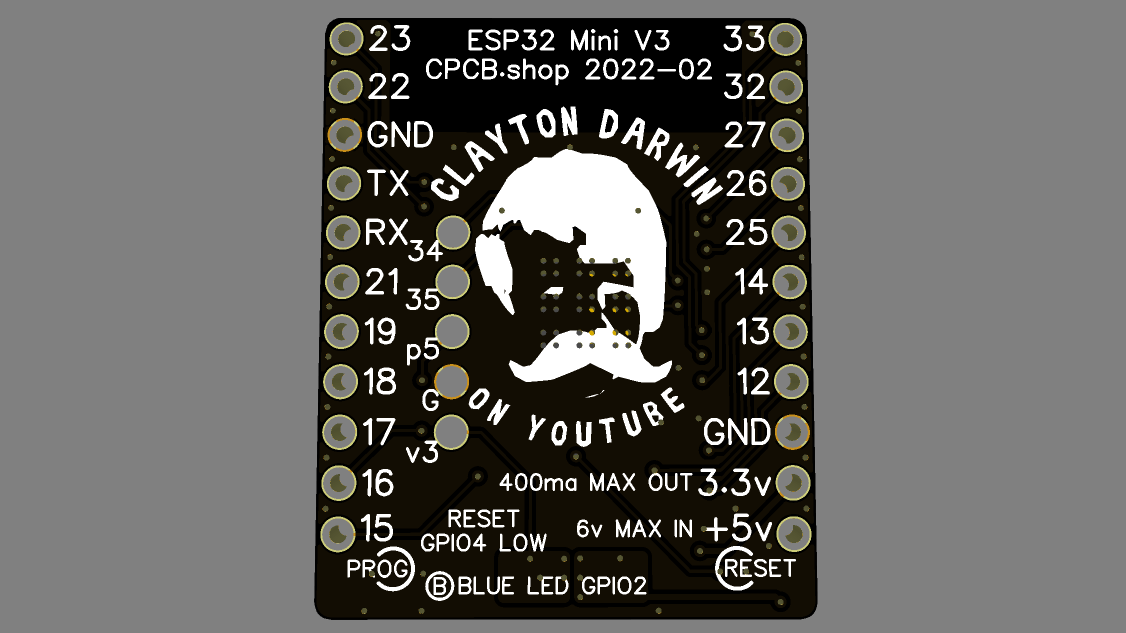 23 ESP32 Mini V3 33
CPCB.shop 2022-02
22 32
GND CLAYTON DARWIN 27
TX 26
RX 25
34
21 14
35
19 13
p5
18 12
G
ON YOUTUBE
17 GND
v3
16 400ma MAX OUT 3.3v
15 RESET 6v MAX IN +5v
GPIO4 LOW
PROG RESET
B BLUE LED GPIO2